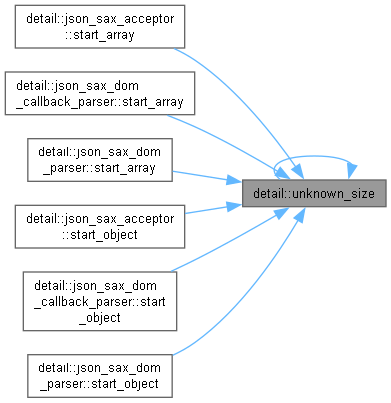 detail::json_sax_acceptor
::start_array
detail::json_sax_dom
_callback_parser::start_array
detail::json_sax_dom
_parser::start_array
detail::unknown_size
detail::json_sax_acceptor
::start_object
detail::json_sax_dom
_callback_parser::start
_object
detail::json_sax_dom
_parser::start_object